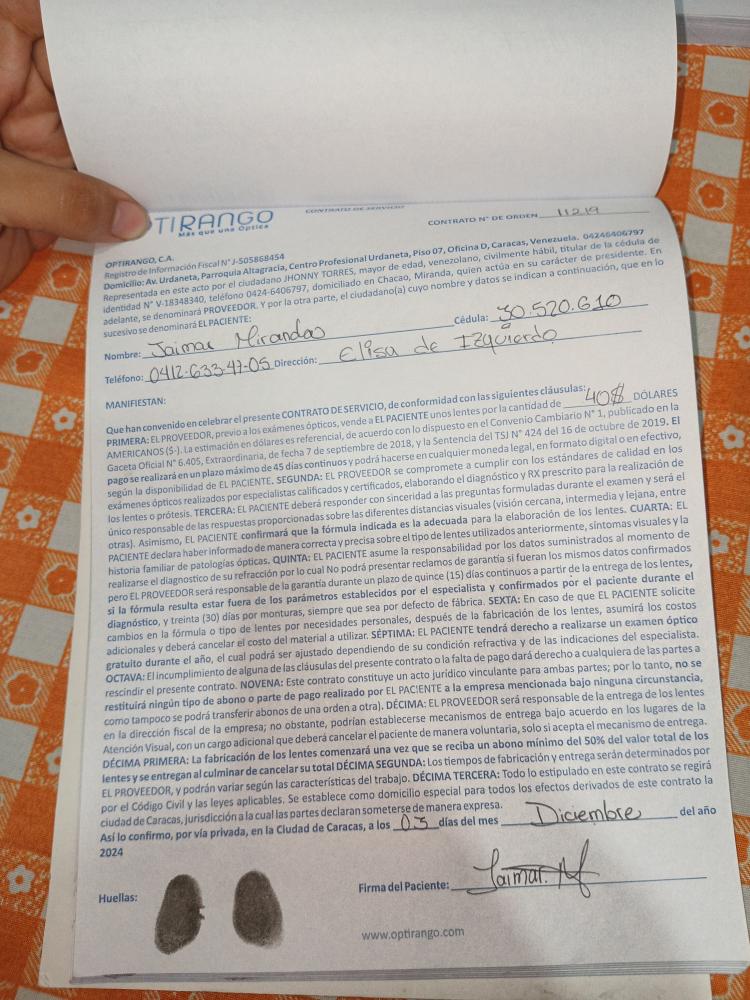 OPTIRANGO
Más que una Óptica
CONTRATO DE SERVICIO
CONTRATO N° DE ORDEN 11219
OPTIRANGO, C.A.
Registro de Información Fiscal N° J-505868454
Domicilio: Av. Urdaneta, Parroquia Altagracia, Centro Profesional Urdaneta, Piso 07, Oficina D, Caracas, Venezuela. 04246406797
Representada en este acto por el ciudadano JHONNY TORRES, mayor de edad, venezolano, civilmente hábil, titular de la cédula de
identidad N° V-18348340, teléfono 0424-6406797, domiciliado en Chacao, Miranda, quien actúa en su carácter de presidente. En
adelante, se denominará PROVEEDOR. Y por la otra parte, el ciudadano(a) cuyo nombre y datos se indican a continuación, que en lo
sucesivo se denominará EL PACIENTE:
Nombre: Jaimar Miranda Cédula: 30.520.610
Teléfono: 0412-633-47-05 Dirección: Elisa de Izquierdo
MANIFIESTAN:
Que han convenido en celebrar el presente CONTRATO DE SERVICIO, de conformidad con las siguientes cláusulas:
PRIMERA: EL PROVEEDOR, previo a los exámenes ópticos, vende a EL PACIENTE unos lentes por la cantidad de 40$ DÓLARES
AMERICANOS ($-). La estimación en dólares es referencial, de acuerdo con lo dispuesto en el Convenio Cambiario N° 1, publicado en la
Gaceta Oficial N° 6.405, Extraordinaria, de fecha 7 de septiembre de 2018, y la Sentencia del TSJ N° 424 del 16 de octubre de 2019. El
pago se realizará en un plazo máximo de 45 días continuos y podrá hacerse en cualquier moneda legal, en formato digital o en efectivo,
según la disponibilidad de EL PACIENTE. SEGUNDA: EL PROVEEDOR se compromete a cumplir con los estándares de calidad en los
exámenes ópticos realizados por especialistas calificados y certificados, elaborando el diagnóstico y RX prescrito para la realización de
los lentes o prótesis. TERCERA: EL PACIENTE deberá responder con sinceridad a las preguntas formuladas durante el examen y será el
único responsable de las respuestas proporcionadas sobre las diferentes distancias visuales (visión cercana, intermedia y lejana, entre
otras). Asimismo, EL PACIENTE confirmará que la fórmula indicada es la adecuada para la elaboración de los lentes. CUARTA: EL
PACIENTE declara haber informado de manera correcta y precisa sobre el tipo de lentes utilizados anteriormente, síntomas visuales y la
historia familiar de patologías ópticas. QUINTA: EL PACIENTE asume la responsabilidad por los datos suministrados al momento de
realizarse el diagnostico de su refracción por lo cual No podrá presentar reclamos de garantía si fueran los mismos datos confirmados
pero EL PROVEEDOR será responsable de la garantía durante un plazo de quince (15) días continuos a partir de la entrega de los lentes,
si la fórmula resulta estar fuera de los parámetros establecidos por el especialista y confirmados por el paciente durante el
diagnóstico, y treinta (30) días por monturas, siempre que sea por defecto de fábrica. SEXTA: En caso de que EL PACIENTE solicite
cambios en la fórmula o tipo de lentes por necesidades personales, después de la fabricación de los lentes, asumirá los costos
adicionales y deberá cancelar el costo del material a utilizar. SÉPTIMA: EL PACIENTE tendrá derecho a realizarse un examen óptico
gratuito durante el año, el cual podrá ser ajustado dependiendo de su condición refractiva y de las indicaciones del especialista.
OCTAVA: El incumplimiento de alguna de las cláusulas del presente contrato o la falta de pago dará derecho a cualquiera de las partes a
rescindir el presente contrato. NOVENA: Este contrato constituye un acto jurídico vinculante para ambas partes; por lo tanto, no se
restituirá ningún tipo de abono o parte de pago realizado por EL PACIENTE a la empresa mencionada bajo ninguna circunstancia,
como tampoco se podrá transferir abonos de una orden a otra). DÉCIMA: EL PROVEEDOR será responsable de la entrega de los lentes
en la dirección fiscal de la empresa; no obstante, podrían establecerse mecanismos de entrega bajo acuerdo en los lugares de la
Atención Visual, con un cargo adicional que deberá cancelar el paciente de manera voluntaria, solo si acepta el mecanismo de entrega.
DÉCIMA PRIMERA: La fabricación de los lentes comenzará una vez que se reciba un abono mínimo del 50% del valor total de los
lentes y se entregan al culminar de cancelar su total DÉCIMA SEGUNDA: Los tiempos de fabricación y entrega serán determinados por
EL PROVEEDOR, y podrán variar según las características del trabajo. DÉCIMA TERCERA: Todo lo estipulado en este contrato se regirá
por el Código Civil y las leyes aplicables. Se establece como domicilio especial para todos los efectos derivados de este contrato la
ciudad de Caracas, jurisdicción a la cual las partes declaran someterse de manera expresa.
Así lo confirmo, por vía privada, en la Ciudad de Caracas, a los 03 días del mes Diciembre del año
2024
Huellas:
Firma del Paciente: Jaimar. M
www.optirango.com